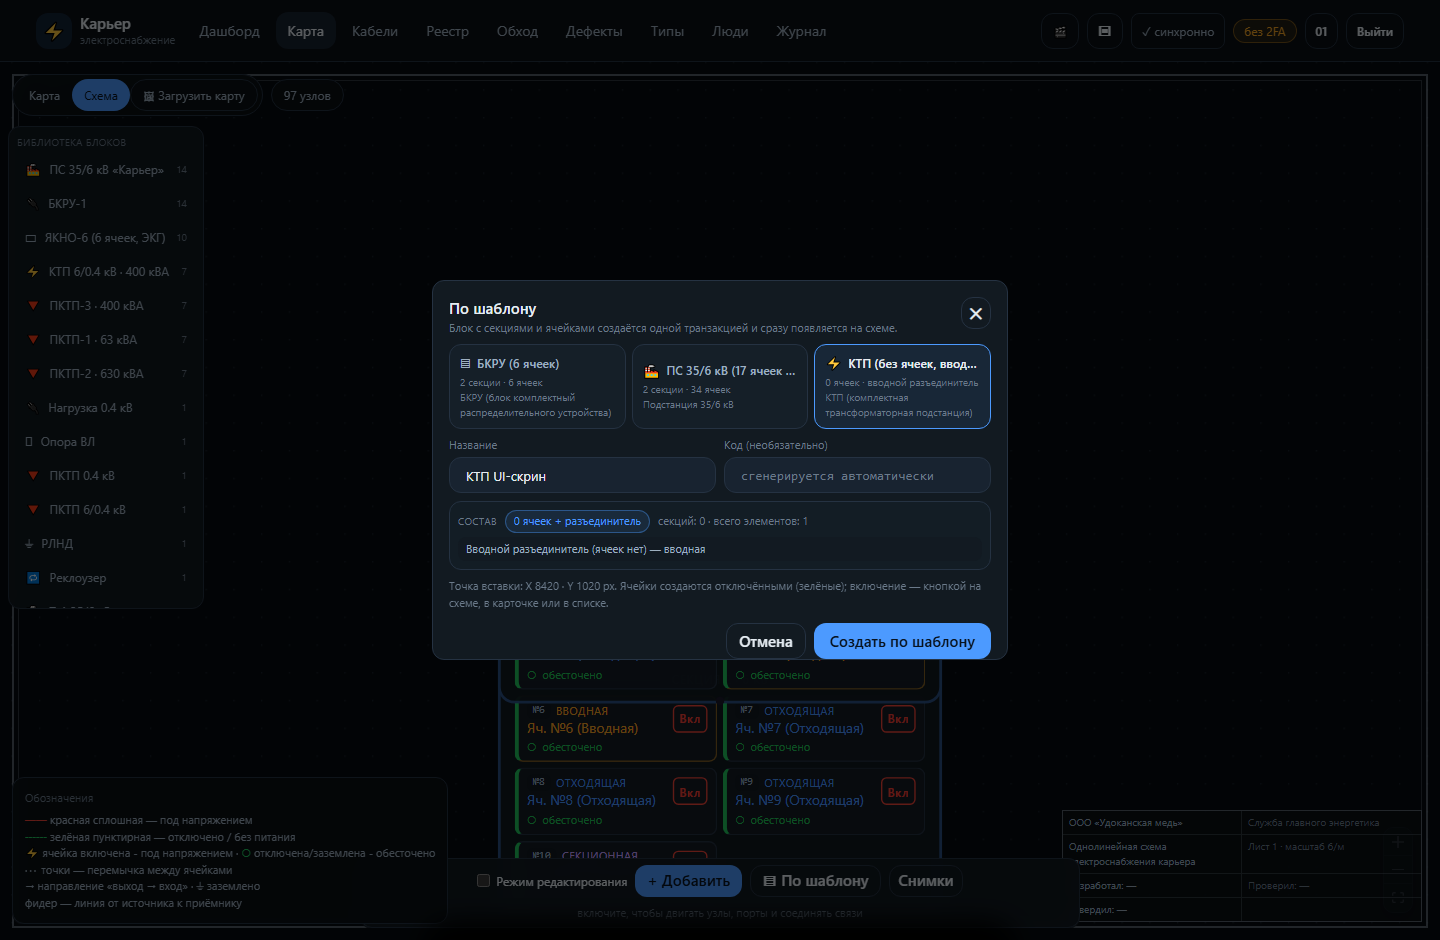 Карьер
электроснабжение
Дашборд
Карта
Кабели
Реестр
Обход
Дефекты
Типы
Люди
Журнал
✓ синхронно
без 2FA
01
Выйти
Карта
Схема
Загрузить карту
97 узлов
БИБЛИОТЕКА БЛОКОВ
ПС 35/6 кВ «Карьер» 14
БКРУ-1 14
ЯКНО-6 (6 ячеек, ЭКГ) 10
КТП 6/0.4 кВ · 400 кВА 7
ПКТП-3 · 400 кВА 7
ПКТП-1 · 63 кВА 7
ПКТП-2 · 630 кВА 7
Нагрузка 0.4 кВ 1
Опора ВЛ 1
ПКТП 0.4 кВ 1
ПКТП 6/0.4 кВ 1
РЛНД 1
Реклоузер 1
По шаблону
Блок с секциями и ячейками создаётся одной транзакцией и сразу появляется на схеме.
БКРУ (6 ячеек)
2 секции · 6 ячеек
БКРУ (блок комплектный
распределительного устройства)
ПС 35/6 кВ (17 ячеек ...
2 секции · 34 ячеек
Подстанция 35/6 кВ
КТП (без ячеек, ввод...
0 ячеек · вводной разъединитель
КТП (комплектная
трансформаторная подстанция)
Название
Код (необязательно)
КТП UI-скрин
сгенерируется автоматически
СОСТАВ
0 ячеек + разъединитель
секций: 0 · всего элементов: 1
Вводной разъединитель (ячеек нет) — вводная
Точка вставки: X 8420 · Y 1020 px. Ячейки создаются отключёнными (зелёные); включение — кнопкой на
схеме, в карточке или в списке.
Отмена
Создать по шаблону
обесточено
обесточено
№6 ВВОДНАЯ
Яч. №6 (Вводная)
Вкл
обесточено
№7 ОТХОДЯЩАЯ
Яч. №7 (Отходящая)
Вкл
обесточено
№8 ОТХОДЯЩАЯ
Яч. №8 (Отходящая)
Вкл
обесточено
№9 ОТХОДЯЩАЯ
Яч. №9 (Отходящая)
Вкл
обесточено
№10 СЕКЦИОННАЯ
Обозначения
красная сплошная — под напряжением
зелёная пунктирная — отключено / без питания
ячейка включена - под напряжением · отключена/заземлена - обесточено
точки — перемычка между ячейками
→ направление «выход → вход» · заземлено
фидер — линия от источника к приёмнику
Режим редактирования
+ Добавить
По шаблону
Снимки
включите, чтобы двигать узлы, порты и соединять связи
ООО «Удоканская медь»
Служба главного энергетика
Однолинейная схема
электроснабжения карьера
Лист 1 · масштаб б/м
зработал: —
Проверил: —
вердил: —